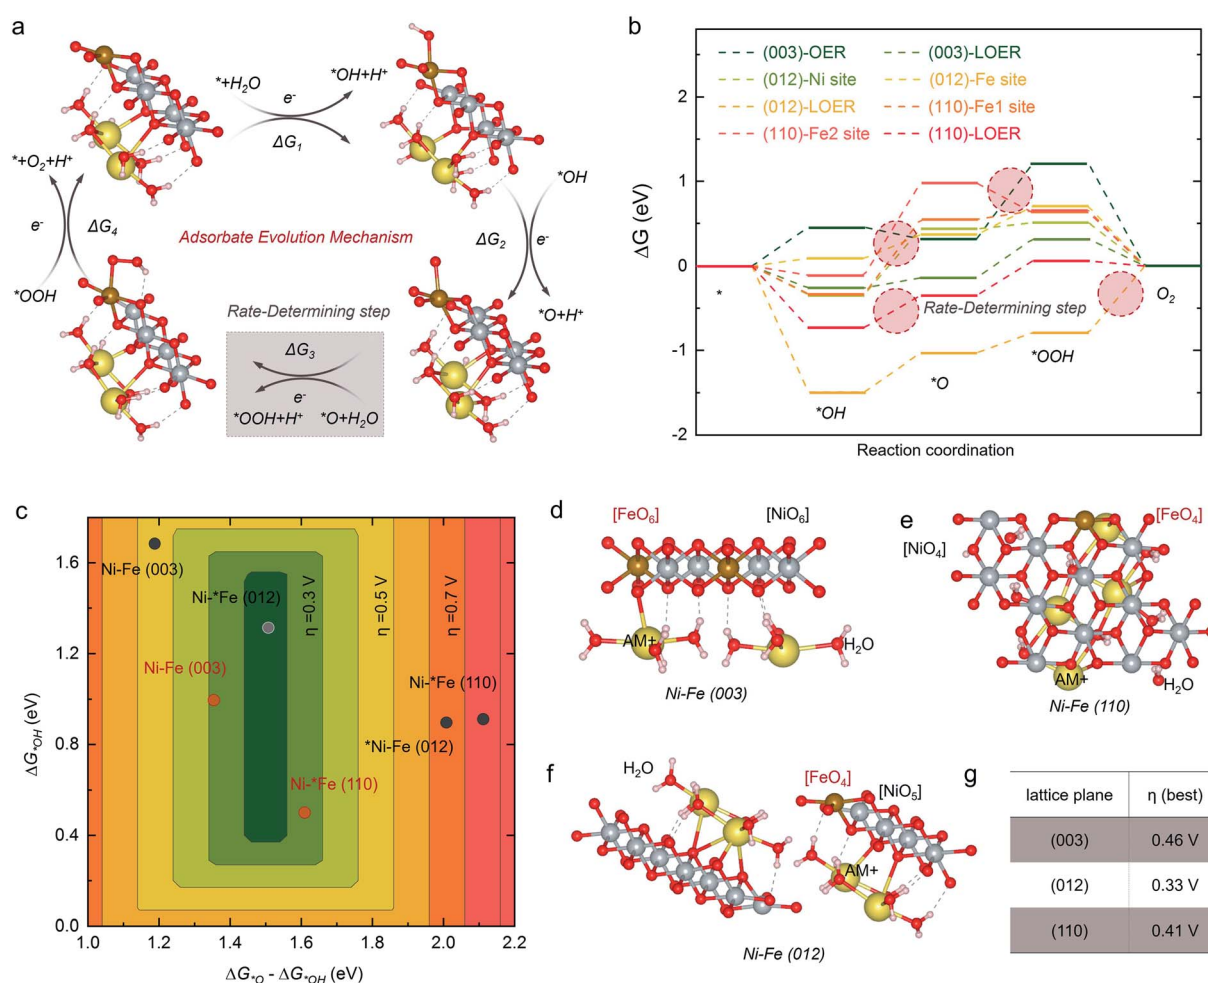 a
*+H₂O
*OH+H⁺
e⁻
ΔG₁
*+O₂+H⁺
*OH
e⁻
ΔG₄
Adsorbate Evolution Mechanism
ΔG₂
e⁻
*OOH
*O+H⁺
Rate-Determining step
ΔG₃
e⁻
*OOH+H⁺
*O+H₂O
b
ΔG (eV)
2
1
0
-1
-2
(003)-OER
(003)-LOER
(012)-Ni site
(012)-Fe site
(012)-LOER
(110)-Fe1 site
(110)-Fe2 site
(110)-LOER
*
O₂
Rate-Determining step
*OOH
*O
*OH
Reaction coordination
c
ΔG*OH (eV)
1.6
1.2
0.8
0.4
0.0
1.0
1.2
1.4
1.6
1.8
2.0
2.2
ΔG*O - ΔG*OH (eV)
Ni-Fe (003)
Ni-*Fe (012)
η =0.3 V
η =0.5 V
η =0.7 V
Ni-Fe (003)
Ni-*Fe (110)
*Ni-Fe (012)
Ni-*Fe (110)
d
[FeO₆]
[NiO₆]
AM+
H₂O
Ni-Fe (003)
e
[FeO₄]
[NiO₄]
AM+
H₂O
Ni-Fe (110)
f
H₂O
[FeO₄]
[NiO₅]
AM+
Ni-Fe (012)
g
lattice plane η (best)
(003) 0.46 V
(012) 0.33 V
(110) 0.41 V